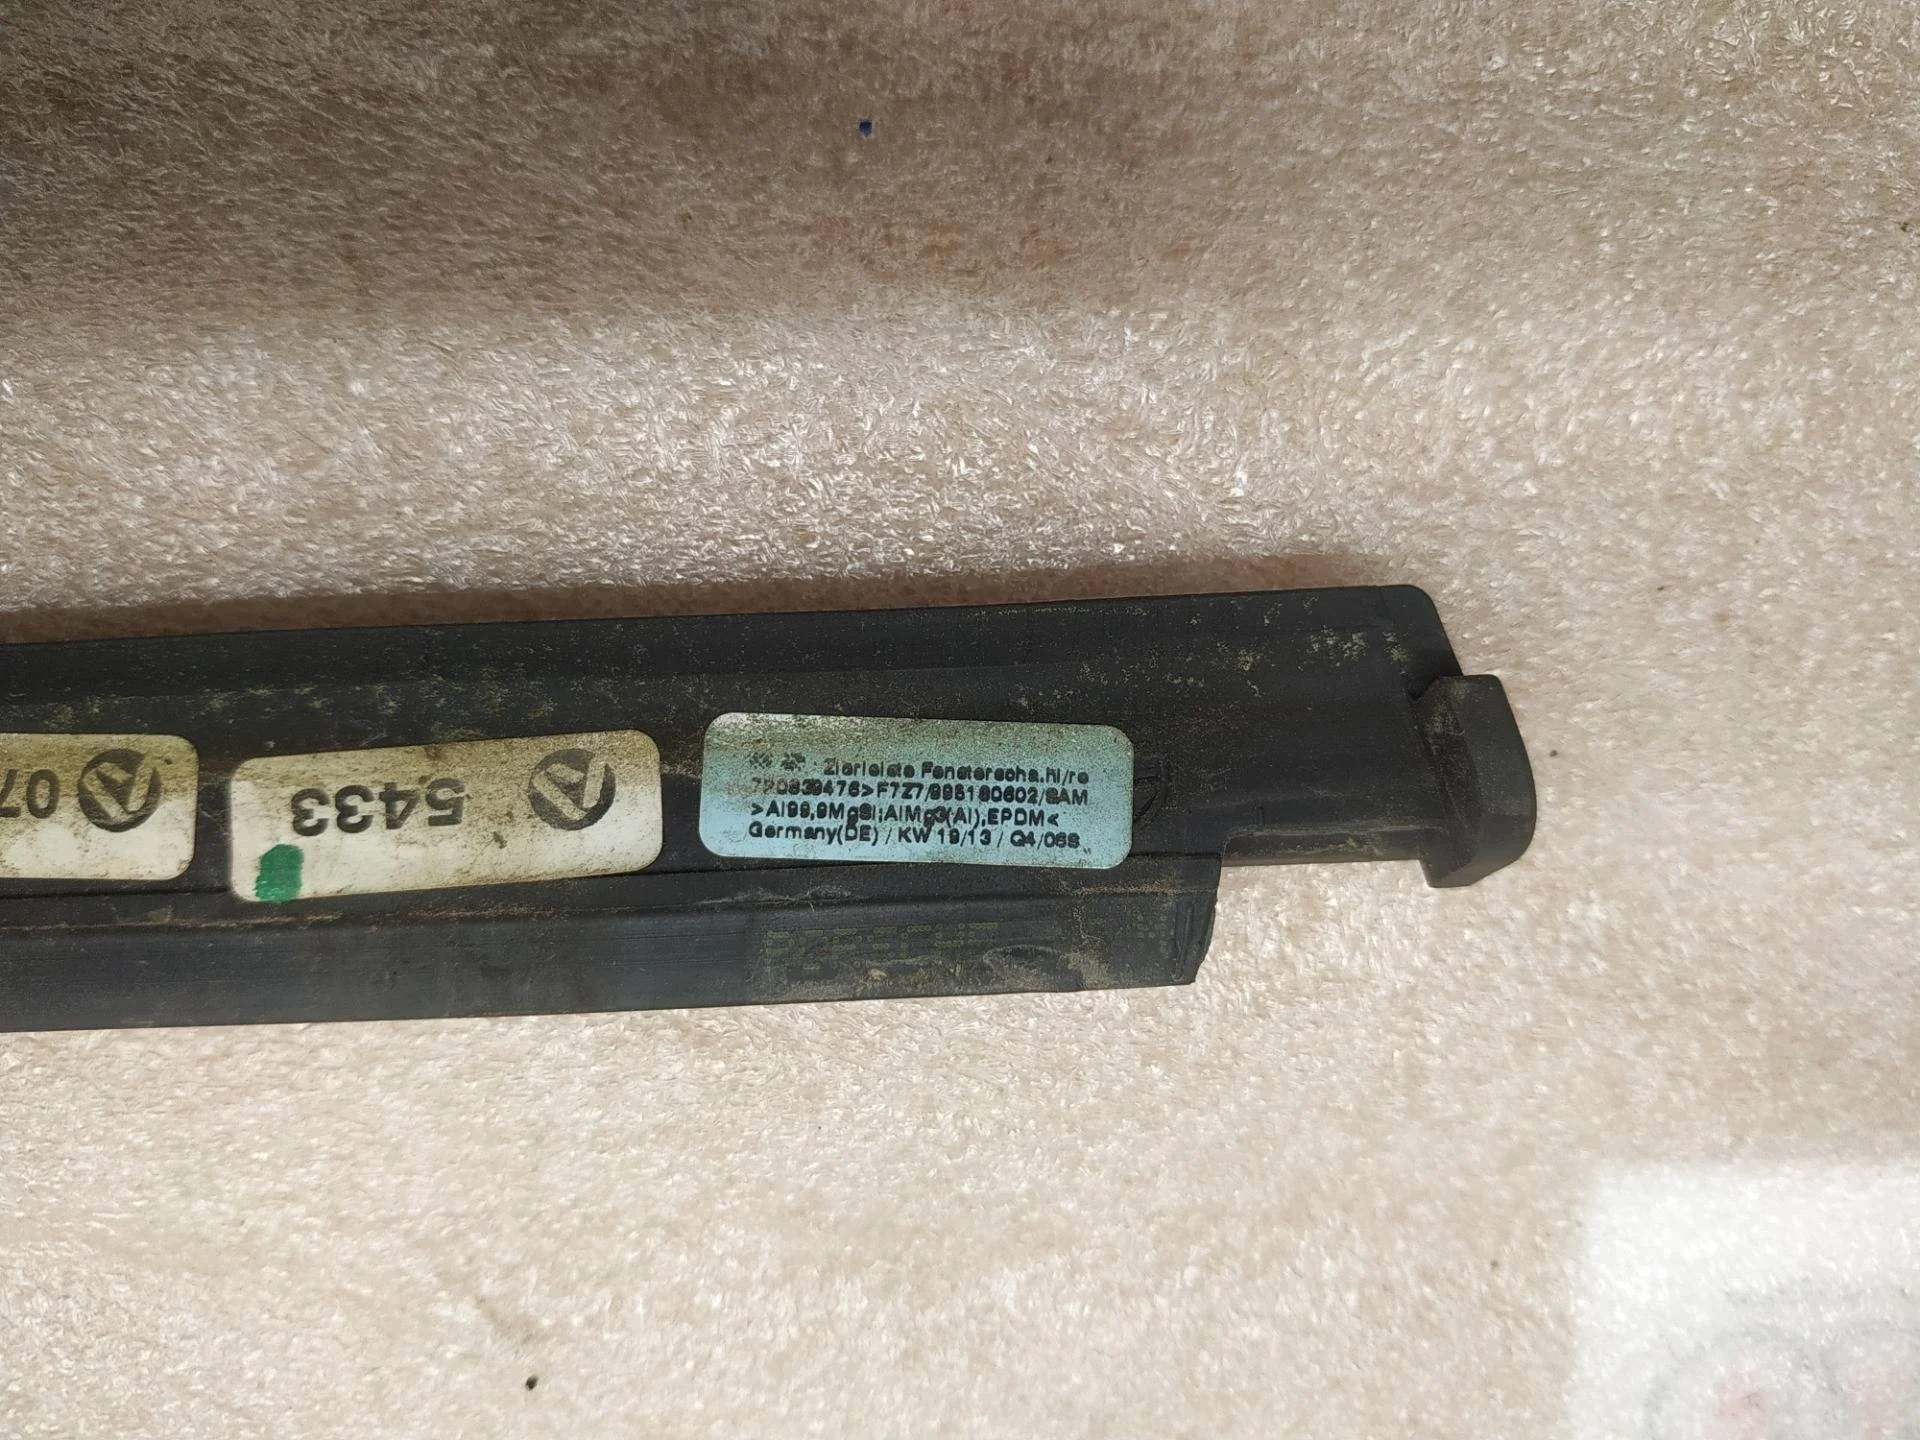 07
5433
Zierleiste Fensterscha.hi/re
7P0839476>F7Z7/995180602/SAM
>Al99,9MgSi;AlMg3(Al),EPDM<
Germany(DE) / KW 19/13 / Q4/06S